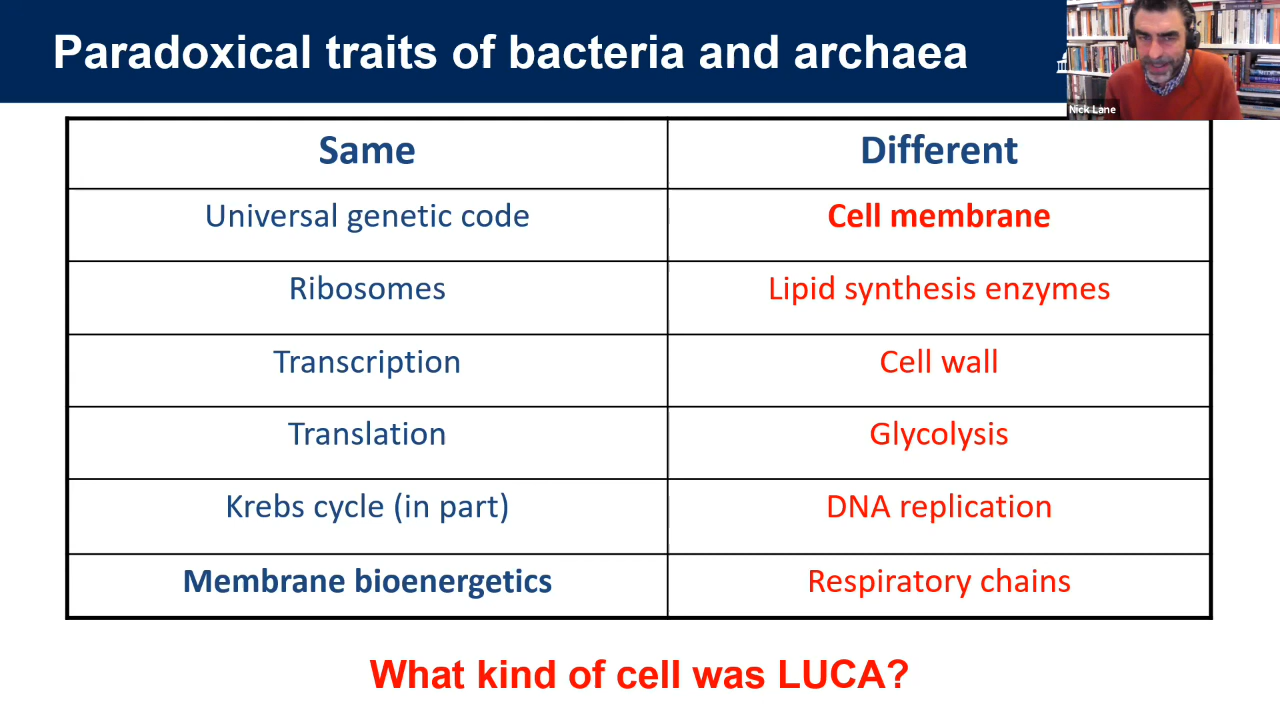 Paradoxical traits of bacteria and archaea
Nick Lane
Same Different
Universal genetic code Cell membrane
Ribosomes Lipid synthesis enzymes
Transcription Cell wall
Translation Glycolysis
Krebs cycle (in part) DNA replication
Membrane bioenergetics Respiratory chains
What kind of cell was LUCA?